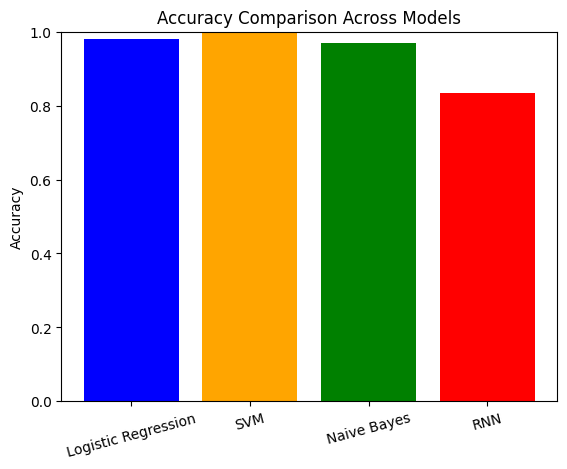 Accuracy Comparison Across Models
1.0
0.8
0.6
0.4
0.2
0.0
Accuracy
Logistic Regression
SVM
Naive Bayes
RNN